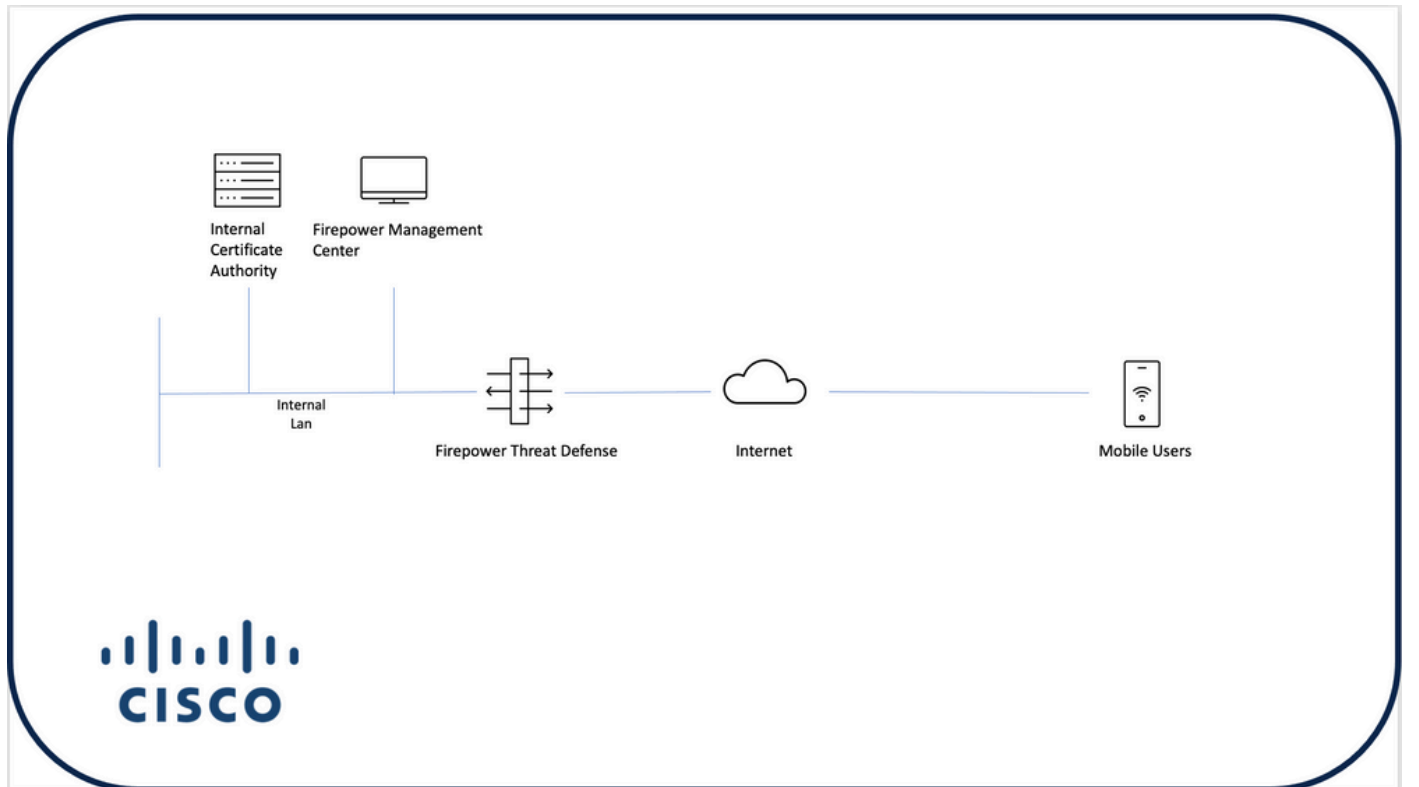 Internal
Certificate
Authority
Firepower Management
Center
Internal
Lan
Firepower Threat Defense
Internet
Mobile Users
CISCO